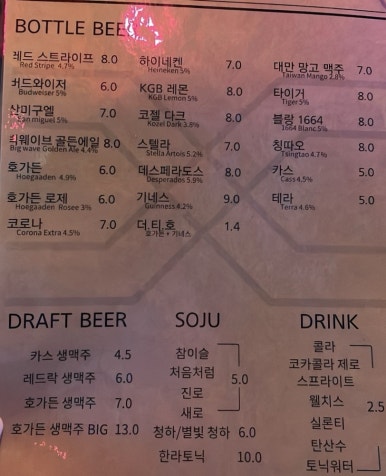 BOTTLE BEE
레드 스트라이프 8.0
Red Stripe 4.7%
버드와이저 6.0
Budweiser 5%
산미구엘 7.0
San miguel 5%
빅웨이브 골든에일 8.0
Big wave Golden Ale 4.4%
호가든 6.0
Hoegaaden 4.9%
호가든 로제 6.0
Hoegaaden Rosee 3%
코로나 7.0
Corona Extra 4.5%
하이네켄 7.0
Heineken 5%
KGB 레몬 8.0
KGB Lemon 5%
코젤 다크 8.0
Kozel Dark 3.8%
스텔라 7.0
Stella Artois 5.2%
데스페라도스 8.0
Desperados 5.9%
기네스 9.0
Guinness 4.2%
더.티.호 1.4
호가든 + 기네스
대만 망고 맥주 7.0
Taiwan Mango 2.8%
타이거 8.0
Tiger 5%
블랑 1664 8.0
1664 Blanc 5%
칭따오 8.0
Tsingtao 4.7%
카스 5.0
Cass 4.5%
테라 5.0
Terra 4.6%
DRAFT BEER
카스 생맥주 4.5
레드락 생맥주 6.0
호가든 생맥주 7.0
호가든 생맥주 BIG 13.0
SOJU
참이슬
처음처럼
진로 5.0
새로
청하/별빛 청하 6.0
한라토닉 10.0
DRINK
콜라
코카콜라 제로
스프라이트
웰치스 2.5
실론티
탄산수
토닉워터